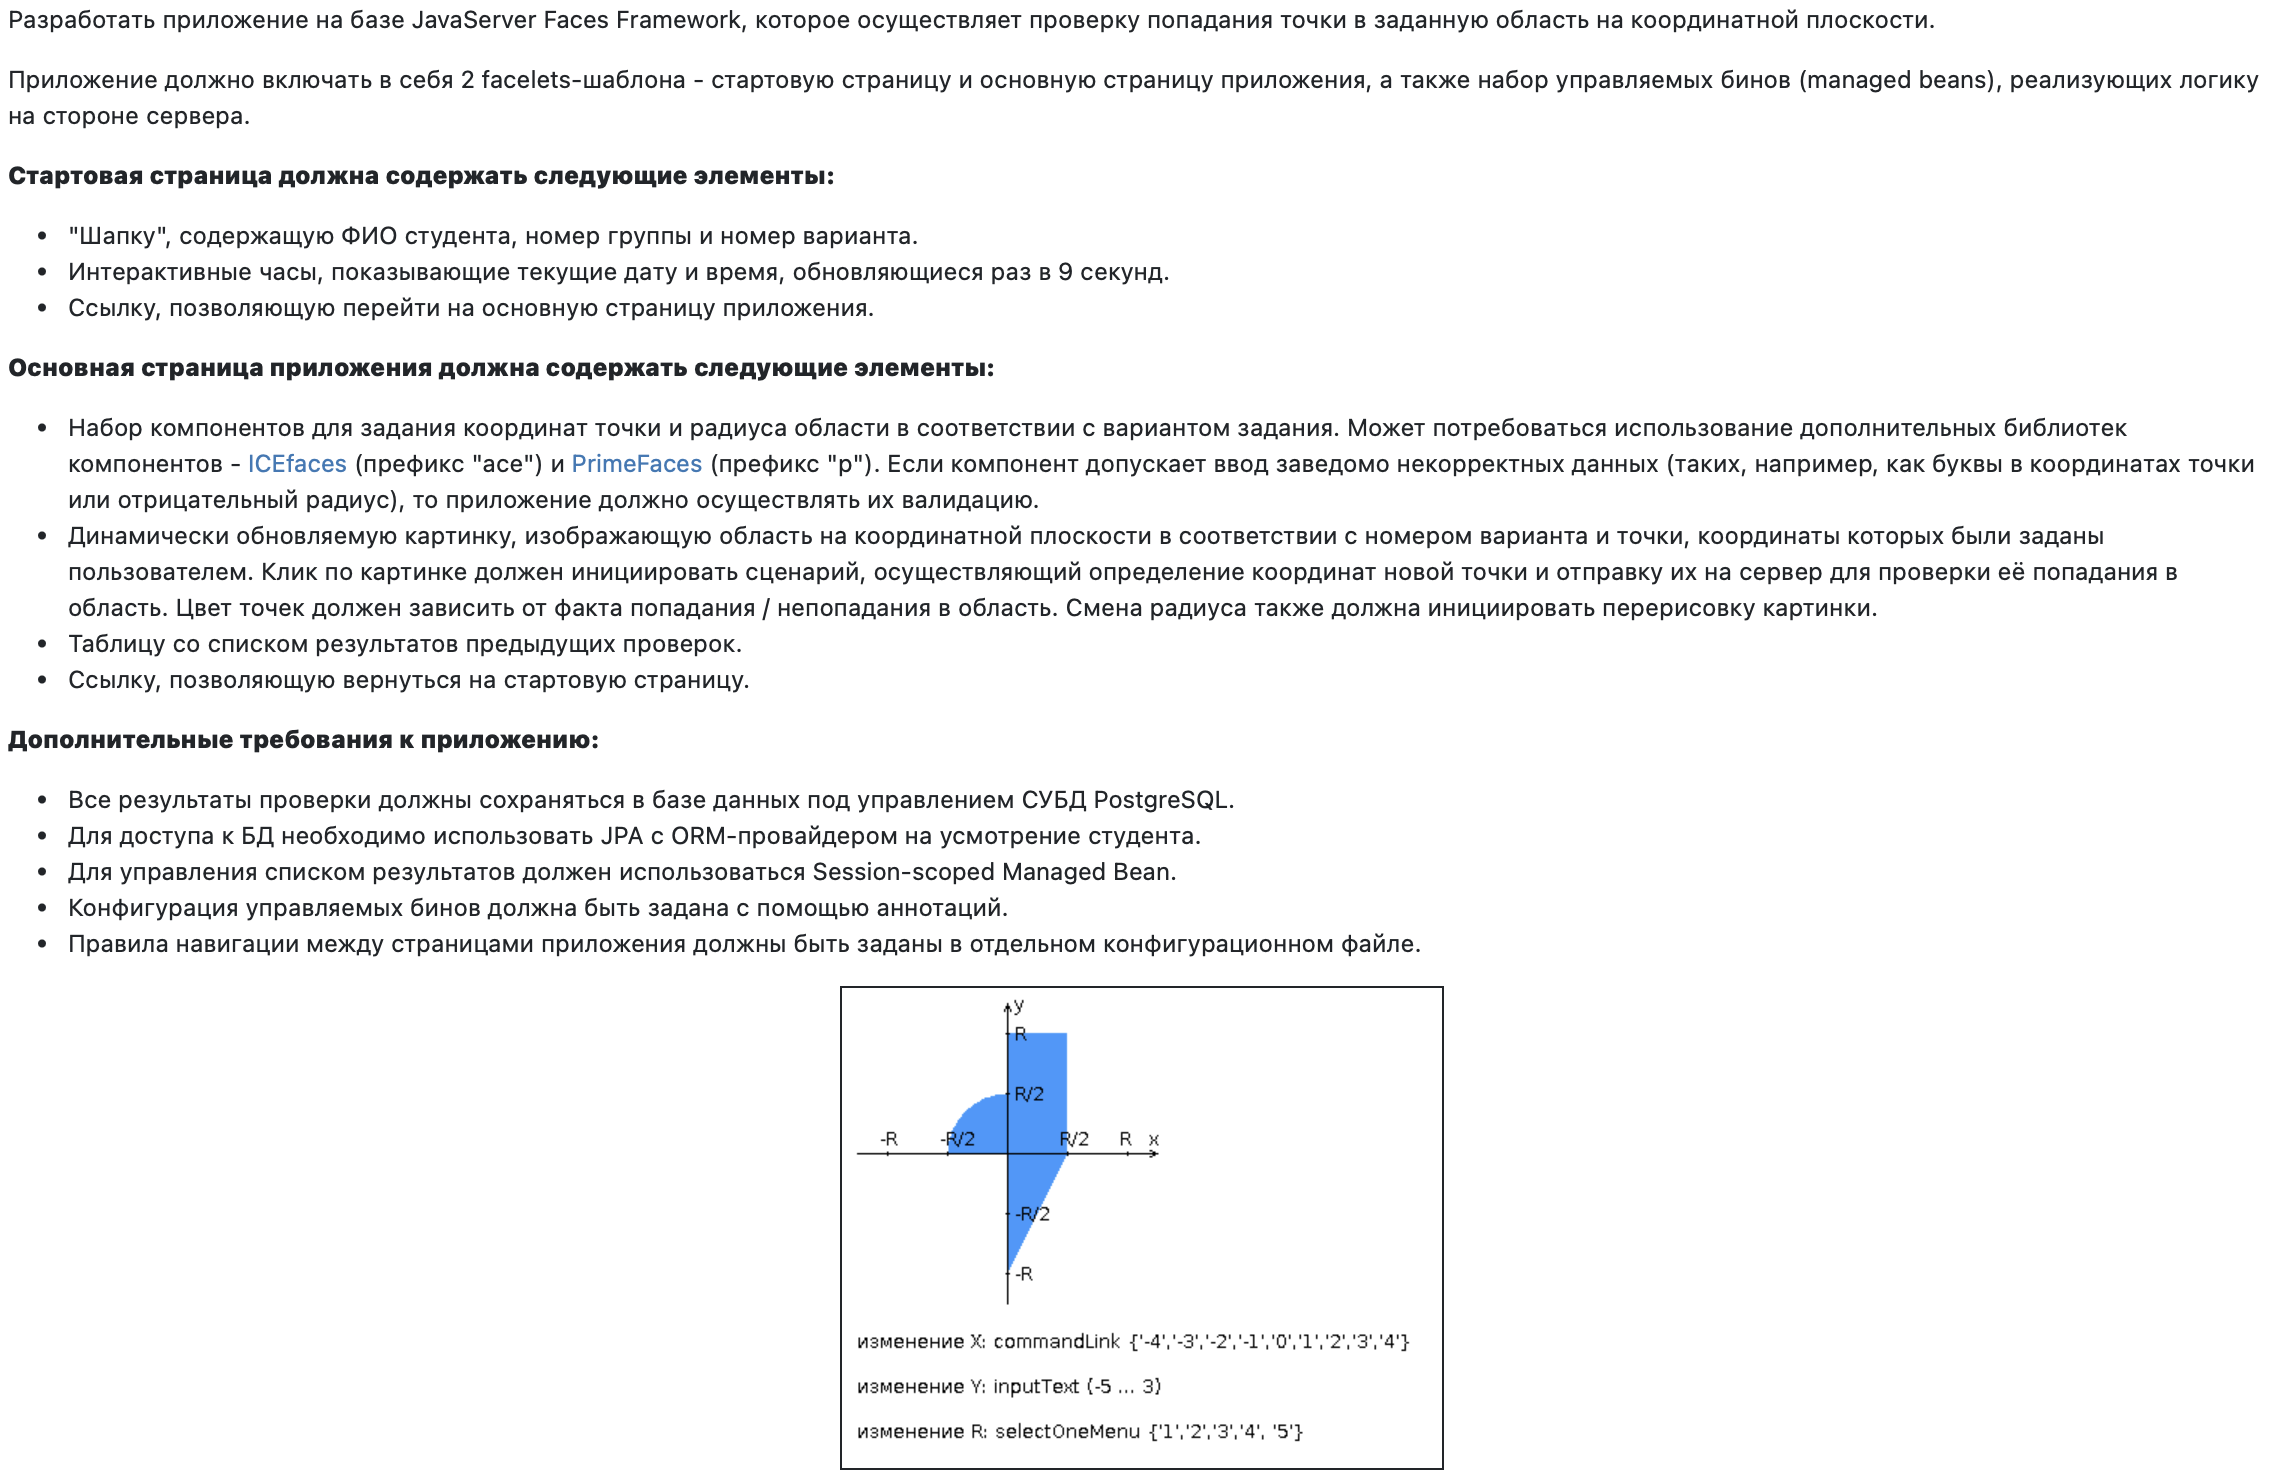 Разработать приложение на базе JavaServer Faces Framework, которое осуществляет проверку попадания точки в заданную область на координатной плоскости.
Приложение должно включать в себя 2 facelets-шаблона - стартовую страницу и основную страницу приложения, а также набор управляемых бинов (managed beans), реализующих логику
на стороне сервера.
Стартовая страница должна содержать следующие элементы:
• "Шапку", содержащую ФИО студента, номер группы и номер варианта.
• Интерактивные часы, показывающие текущие дату и время, обновляющиеся раз в 9 секунд.
• Ссылку, позволяющую перейти на основную страницу приложения.
Основная страница приложения должна содержать следующие элементы:
• Набор компонентов для задания координат точки и радиуса области в соответствии с вариантом задания. Может потребоваться использование дополнительных библиотек
компонентов - ICEfaces (префикс "ace") и PrimeFaces (префикс "p"). Если компонент допускает ввод заведомо некорректных данных (таких, например, как буквы в координатах точки
или отрицательный радиус), то приложение должно осуществлять их валидацию.
• Динамически обновляемую картинку, изображающую область на координатной плоскости в соответствии с номером варианта и точки, координаты которых были заданы
пользователем. Клик по картинке должен инициировать сценарий, осуществляющий определение координат новой точки и отправку их на сервер для проверки её попадания в
область. Цвет точек должен зависить от факта попадания / непопадания в область. Смена радиуса также должна инициировать перерисовку картинки.
• Таблицу со списком результатов предыдущих проверок.
• Ссылку, позволяющую вернуться на стартовую страницу.
Дополнительные требования к приложению:
• Все результаты проверки должны сохраняться в базе данных под управлением СУБД PostgreSQL.
• Для доступа к БД необходимо использовать JPA с ORM-провайдером на усмотрение студента.
• Для управления списком результатов должен использоваться Session-scoped Managed Bean.
• Конфигурация управляемых бинов должна быть задана с помощью аннотаций.
• Правила навигации между страницами приложения должны быть заданы в отдельном конфигурационном файле.
y
R
R/2
-R -R/2 R/2 R x
-R/2
-R
изменение X: commandLink {'-4','-3','-2','-1','0','1','2','3','4'}
изменение Y: inputText (-5 ... 3)
изменение R: selectOneMenu {'1','2','3','4', '5'}